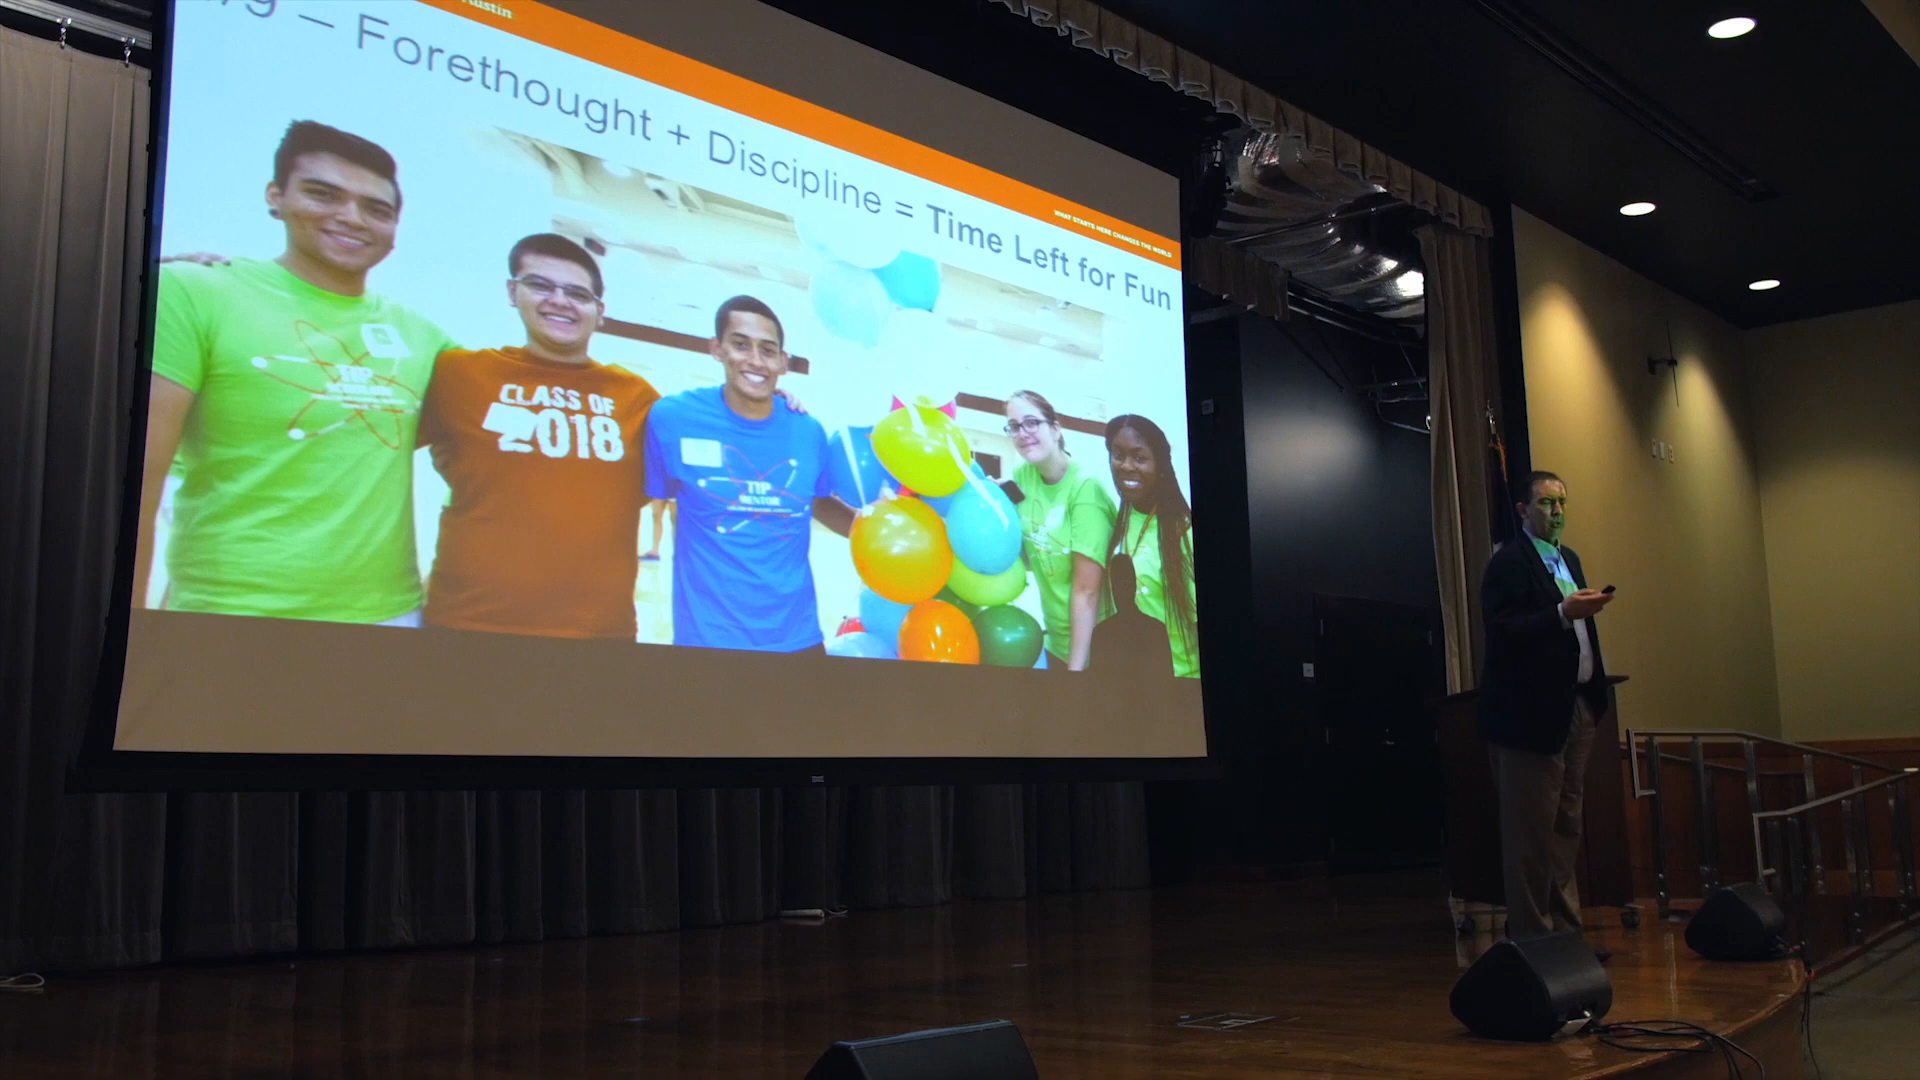 Austin
WHAT STARTS HERE CHANGES THE WORLD
/9 – Forethought + Discipline = Time Left for Fun
TIP
CLASS OF
2018
TIP
MENTOR